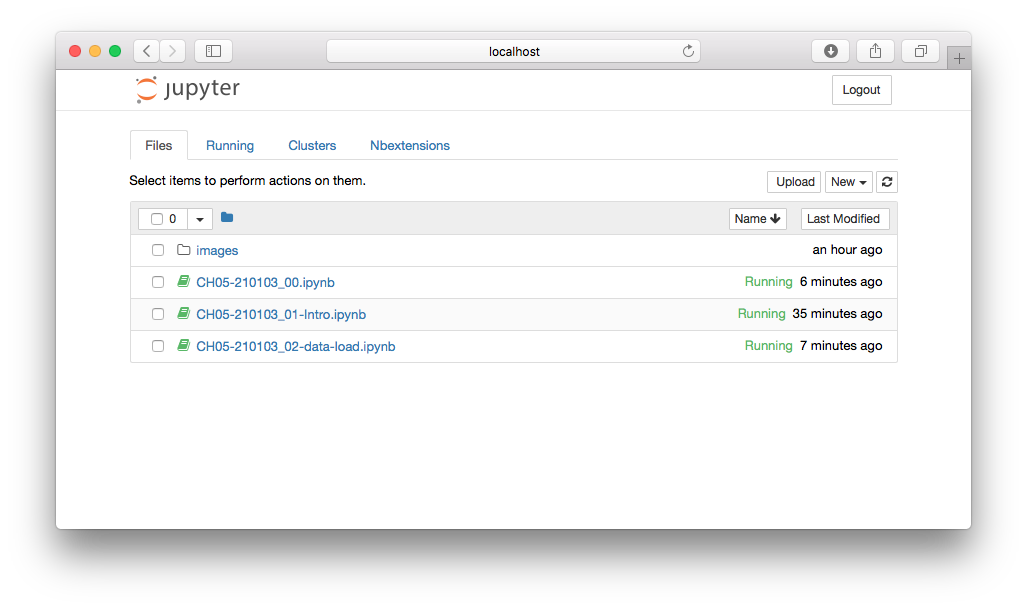 localhost
jupyter
Logout
Files Running Clusters Nbextensions
Select items to perform actions on them.
Upload New
0 Name Last Modified
images an hour ago
CH05-210103_00.ipynb Running 6 minutes ago
CH05-210103_01-Intro.ipynb Running 35 minutes ago
CH05-210103_02-data-load.ipynb Running 7 minutes ago